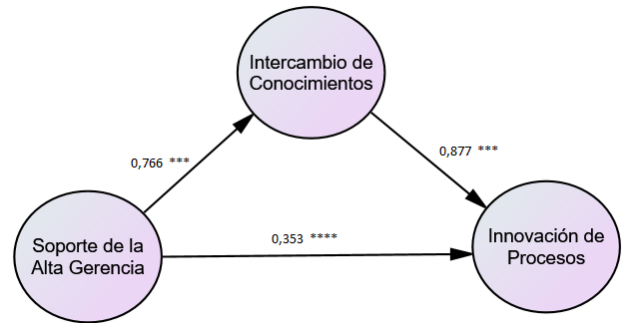 Intercambio de
Conocimientos
0,766 ***
0,877 ***
Soporte de la
Alta Gerencia
0,353 ****
Innovación de
Procesos